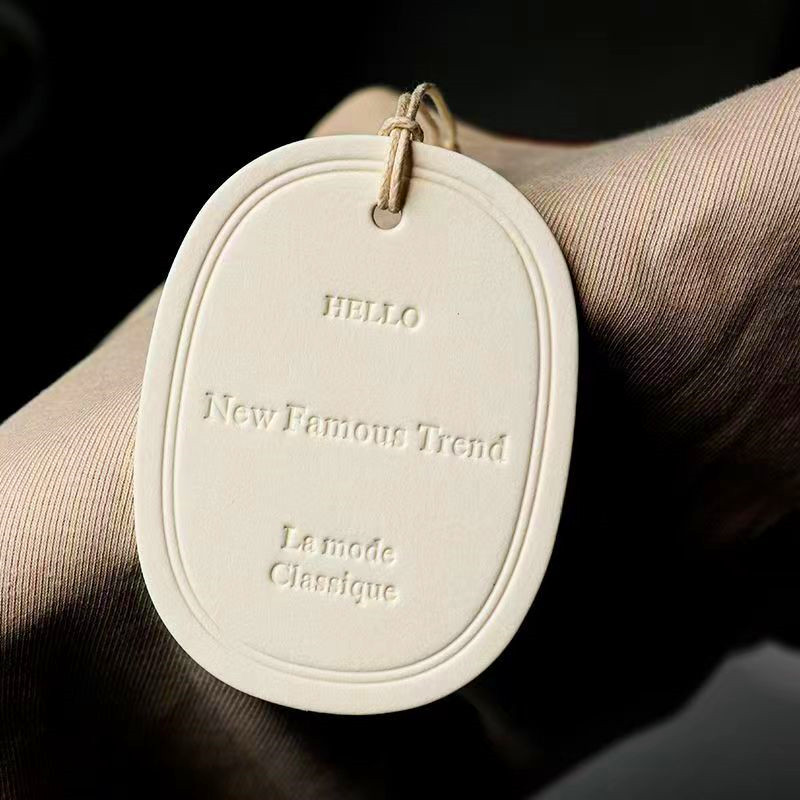 HELLO
New Famous Trend
La mode
Classique